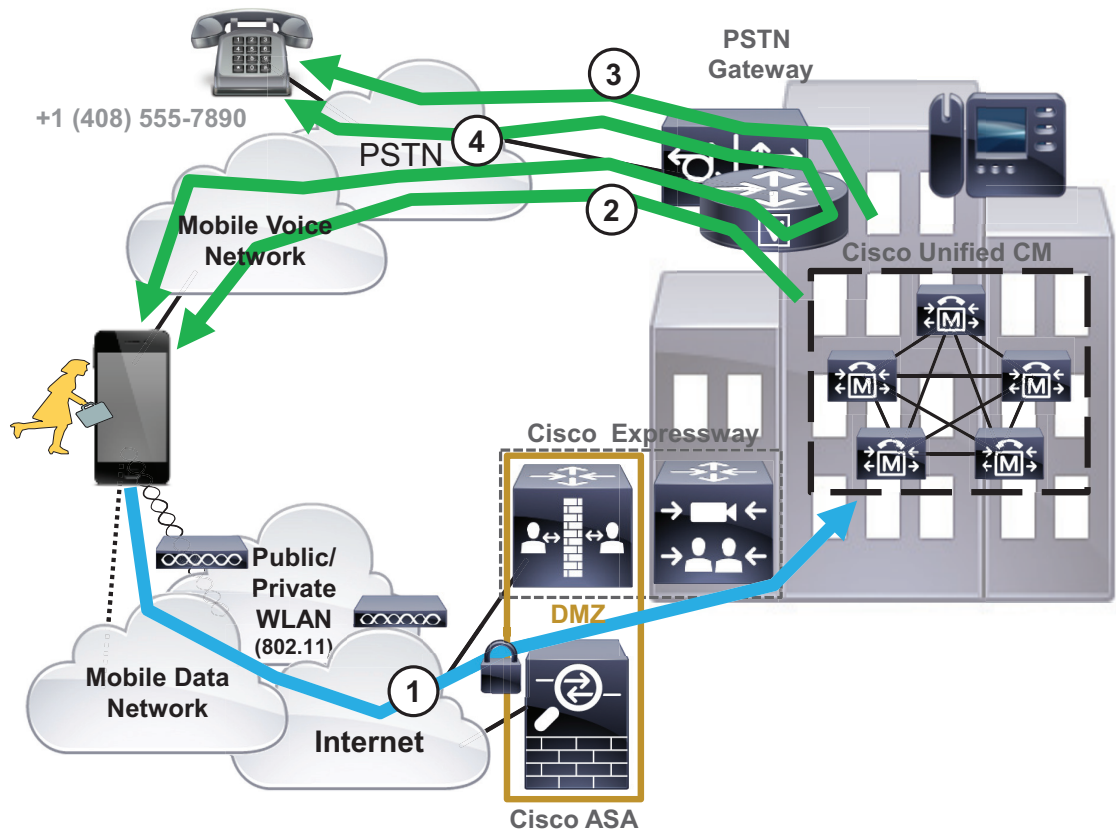 PSTN
Gateway
3
+1 (408) 555-7890
4
PSTN
2
Mobile Voice
Network
V
Cisco Unified CM
M
M
M
M
M
Cisco Expressway
Public/
Private
WLAN
(802.11)
DMZ
Mobile Data
Network
1
Internet
Cisco ASA